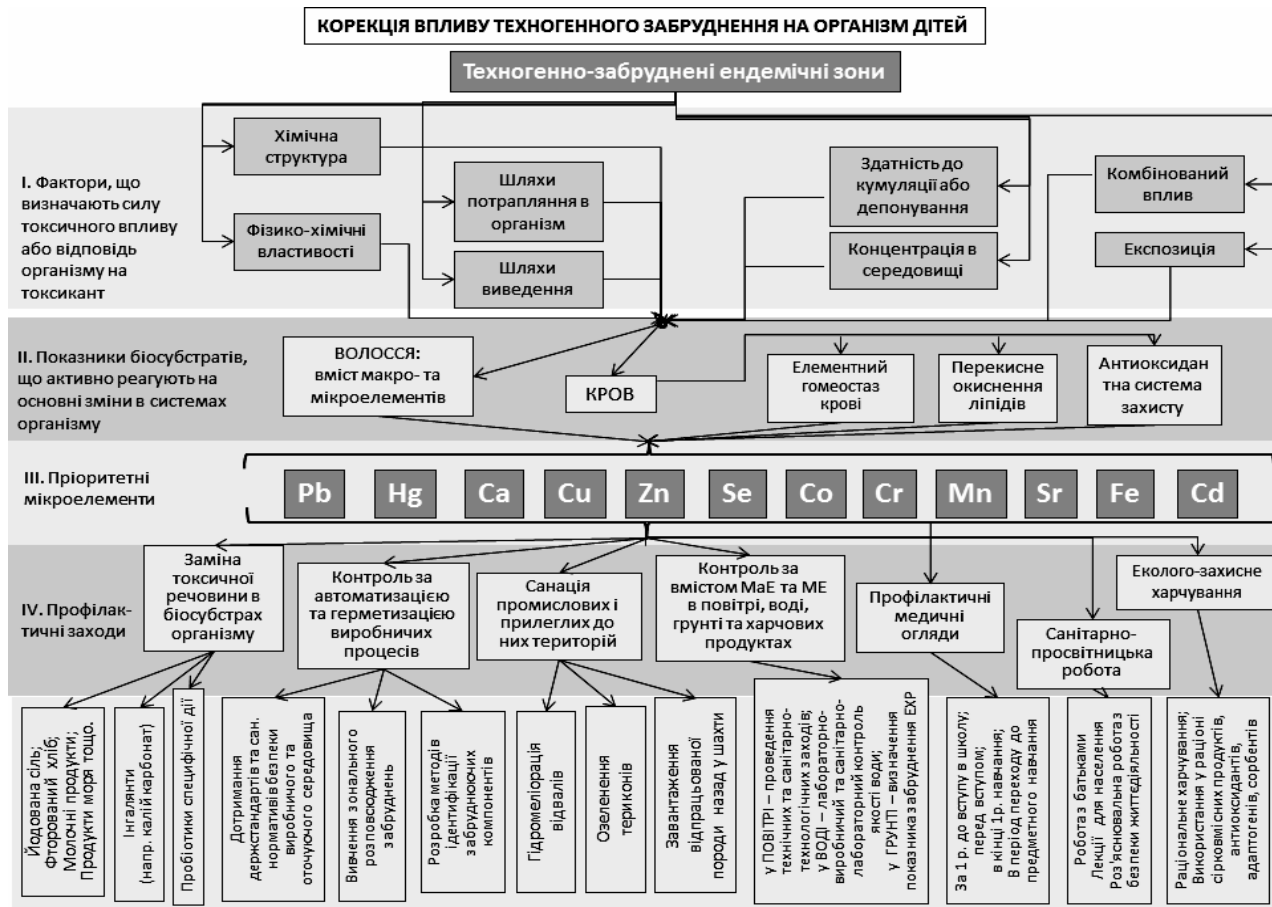 КОРЕКЦІЯ ВПЛИВУ ТЕХНОГЕННОГО ЗАБРУДНЕННЯ НА ОРГАНІЗМ ДІТЕЙ
Техногенно-забруднені ендемічні зони
І. Фактори, що
визначають силу
токсичного впливу
або відповідь
організму на
токсикант
Хімічна
структура
Фізико-хімічні
властивості
Шляхи
потрапляння в
організм
Шляхи
виведення
Здатність до
кумуляції або
депонування
Концентрація в
середовищі
Комбінований
вплив
Експозиція
ІІ. Показники біосубстратів,
що активно реагують на
основні зміни в системах
організму
ВОЛОССЯ:
вміст макро- та
мікроелементів
КРОВ
Елементний
гомеостаз
крові
Перекисне
окиснення
ліпідів
Антиоксидан
тна система
захисту
ІІІ. Пріоритетні
мікроелементи
Pb
Hg
Ca
Cu
Zn
Se
Co
Cr
Mn
Sr
Fe
Cd
IV. Профілак-
тичні заходи
Заміна
токсичної
речовини в
біосубстрах
організму
Контроль за
автоматизацією
та герметизацією
виробничих
процесів
Санація
промислових і
прилеглих до
них територій
Контроль за
вмістом МаЕ та МЕ
в повітрі, воді,
грунті та харчових
продуктах
Профілактичні
медичні
огляди
Санітарно-
просвітницька
робота
Еколого-захисне
харчування
Йодована сіль;
Фторований хліб;
Молочні продукти;
Продукти моря тощо.
Інгалянти
(напр. калій карбонат)
Пробіотики специфічної дії
Дотримання
держстандартів та сан.
нормативів безпеки
виробничого та
оточуючого середовища
Вивчення зонального
розповсюдження
забруднень
Розробка методів
ідентифікації
забруднюючих
компонентів
Гідромеліорація
відвалів
Озеленення
териконів
Завантаження
відпрацьованої
породи назад у шахти
у ПОВІТРІ – проведення
технічних та санітарно-
технологічних заходів;
у ВОДІ – лабораторно-
виробничий та санітарно-
лабораторний контроль
якості води;
у ГРУНТІ – визначення
показника забруднення ЕХР
За 1 р. до вступу в школу;
перед вступом;
в кінці 1р. навчання;
В період переходу до
предметного навчання
Робота з батьками
Лекції для населення
Роз'яснювальна робота з
безпеки життєдіяльності
Раціональне харчування;
Використання у раціоні
сірковмісних продуктів,
антиоксидантів,
адаптогенів, сорбентів